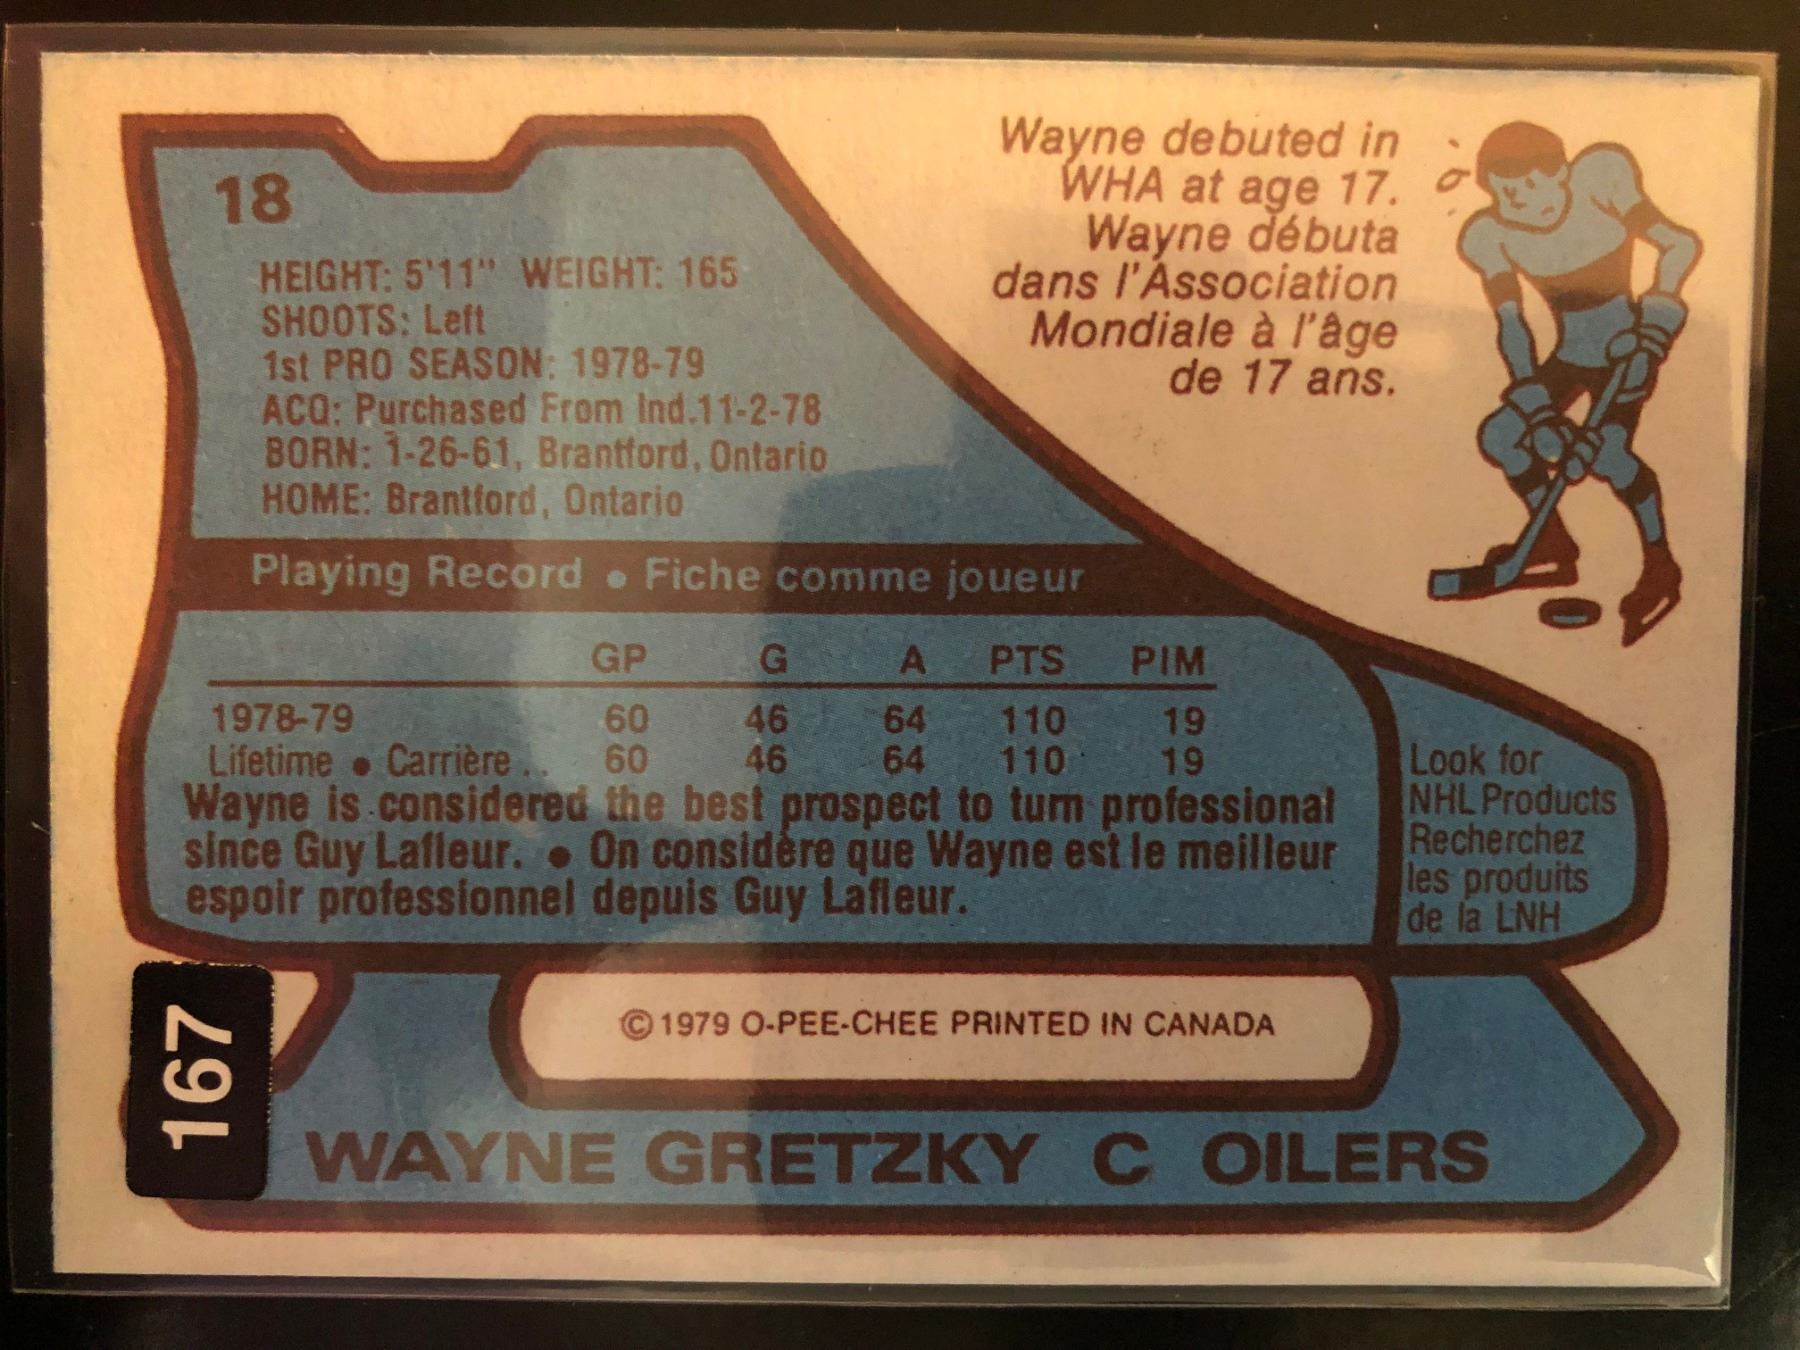 18
HEIGHT: 5'11" WEIGHT: 165
SHOOTS: Left
1st PRO SEASON: 1978-79
ACQ: Purchased From Ind.11-2-78
BORN: 1-26-61, Brantford, Ontario
HOME: Brantford, Ontario
Wayne debuted in
WHA at age 17.
Wayne débuta
dans l'Association
Mondiale à l'âge
de 17 ans.
Playing Record • Fiche comme joueur
GP G A PTS PIM
1978-79 60 46 64 110 19
Lifetime • Carrière .. 60 46 64 110 19
Wayne is considered the best prospect to turn professional
since Guy Lafleur. • On considère que Wayne est le meilleur
espoir professionnel depuis Guy Lafleur.
Look for
NHL Products
Recherchez
les produits
de la LNH
© 1979 O-PEE-CHEE PRINTED IN CANADA
167
WAYNE GRETZKY C OILERS